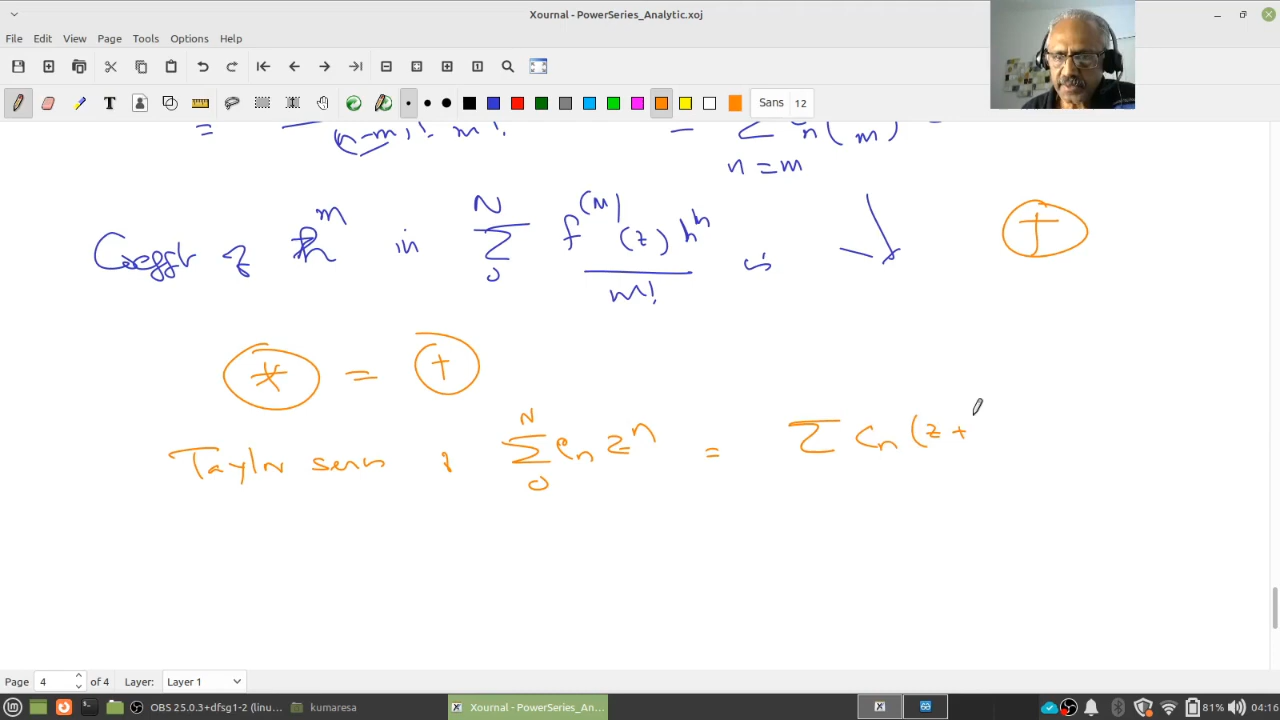 Xournal - PowerSeries_Analytic.xoj
File Edit View Page Tools Options Help
Sans 12
= (n-m)! m! = Σ n=m n ( m )
Coefft of h^m in Σ_0^N f^(m)(z) h^n / m! is †
* = †
Taylor series of Σ_0^N c_n z^n = Σ c_n (z +
Page 4 of 4 Layer: Layer 1
OBS 25.0.3+dfsg1-2 (linu... kumaresa Xournal - PowerSeries_An... 81% 04:16